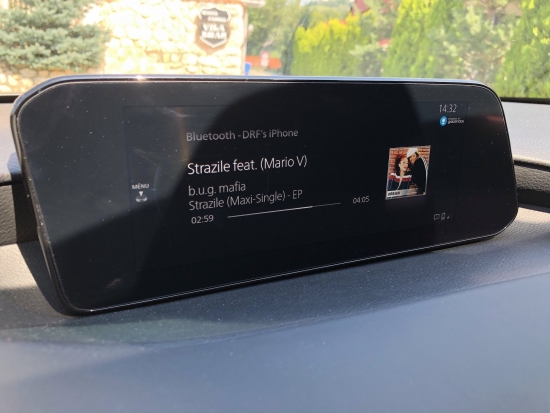 14:32
Bluetooth - DRF's iPhone
Strazile feat. (Mario V)
MENU
b.u.g. mafia
Strazile (Maxi-Single) - EP
02:59
04:05